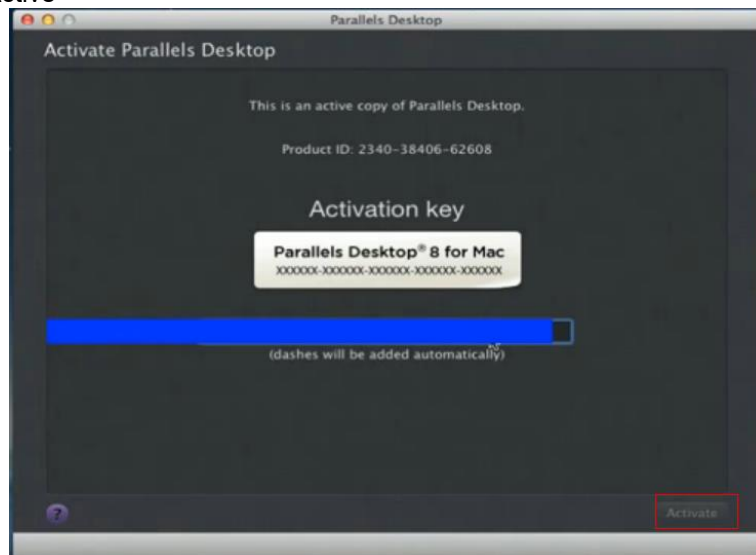 Parallels Desktop
Activate Parallels Desktop
This is an active copy of Parallels Desktop.
Product ID: 2340-38406-62608
Activation key
Parallels Desktop® 8 for Mac
XXXXXX-XXXXXX-XXXXXX-XXXXXX-XXXXXX
(dashes will be added automatically)
?
Activate